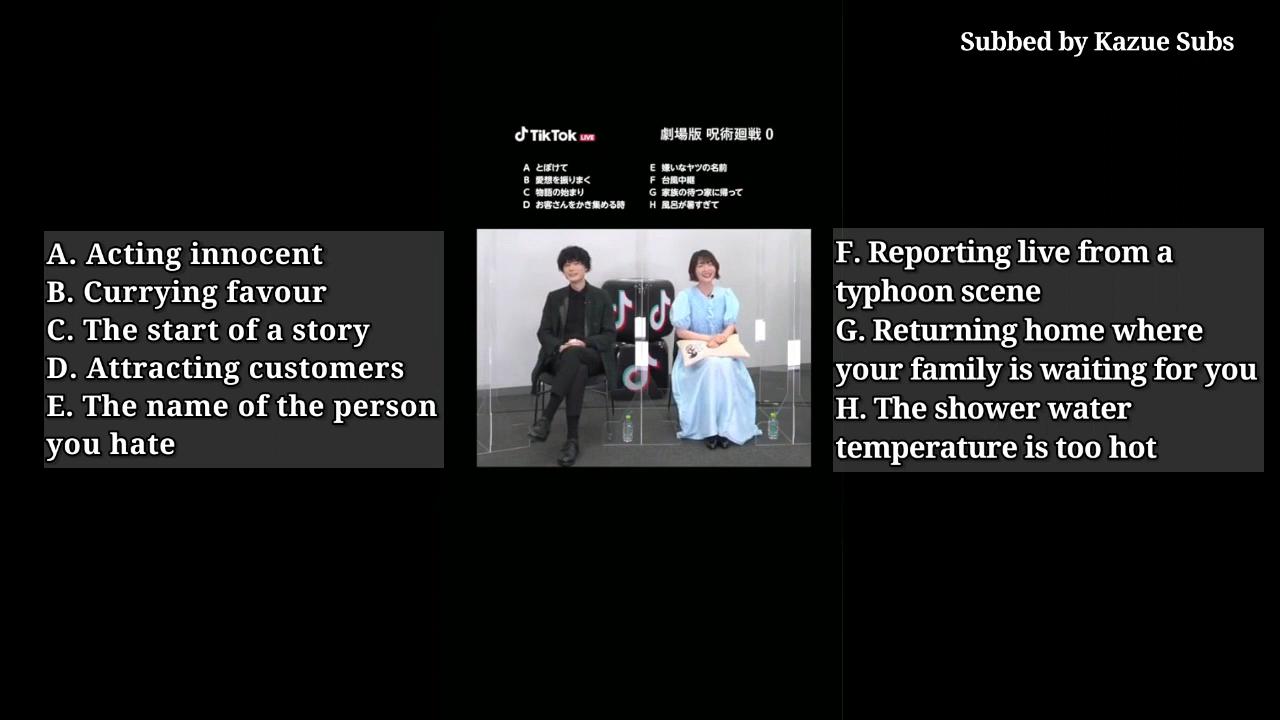 Subbed by Kazue Subs
TikTok LIVE
劇場版 呪術廻戦 0
A とぼけて
B 愛想を振りまく
C 物語の始まり
D お客さんをかき集める時
E 嫌いなヤツの名前
F 台風中継
G 家族の待つ家に帰って
H 風呂が暑すぎて
A. Acting innocent
B. Currying favour
C. The start of a story
D. Attracting customers
E. The name of the person
you hate
F. Reporting live from a
typhoon scene
G. Returning home where
your family is waiting for you
H. The shower water
temperature is too hot